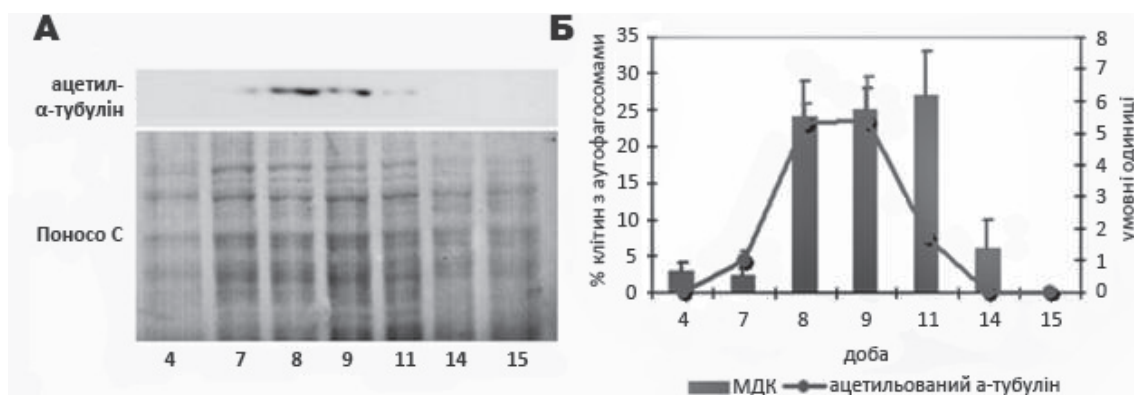 А
ацетил-
α-тубулін
Поносо С
4 7 8 9 11 14 15
Б
% клітин з аутофагосомами
35
30
25
20
15
10
5
0
8
7
6
5
4
3
2
1
0
умовні одиниці
4 7 8 9 11 14 15
доба
МДК ацетильований а-тубулін